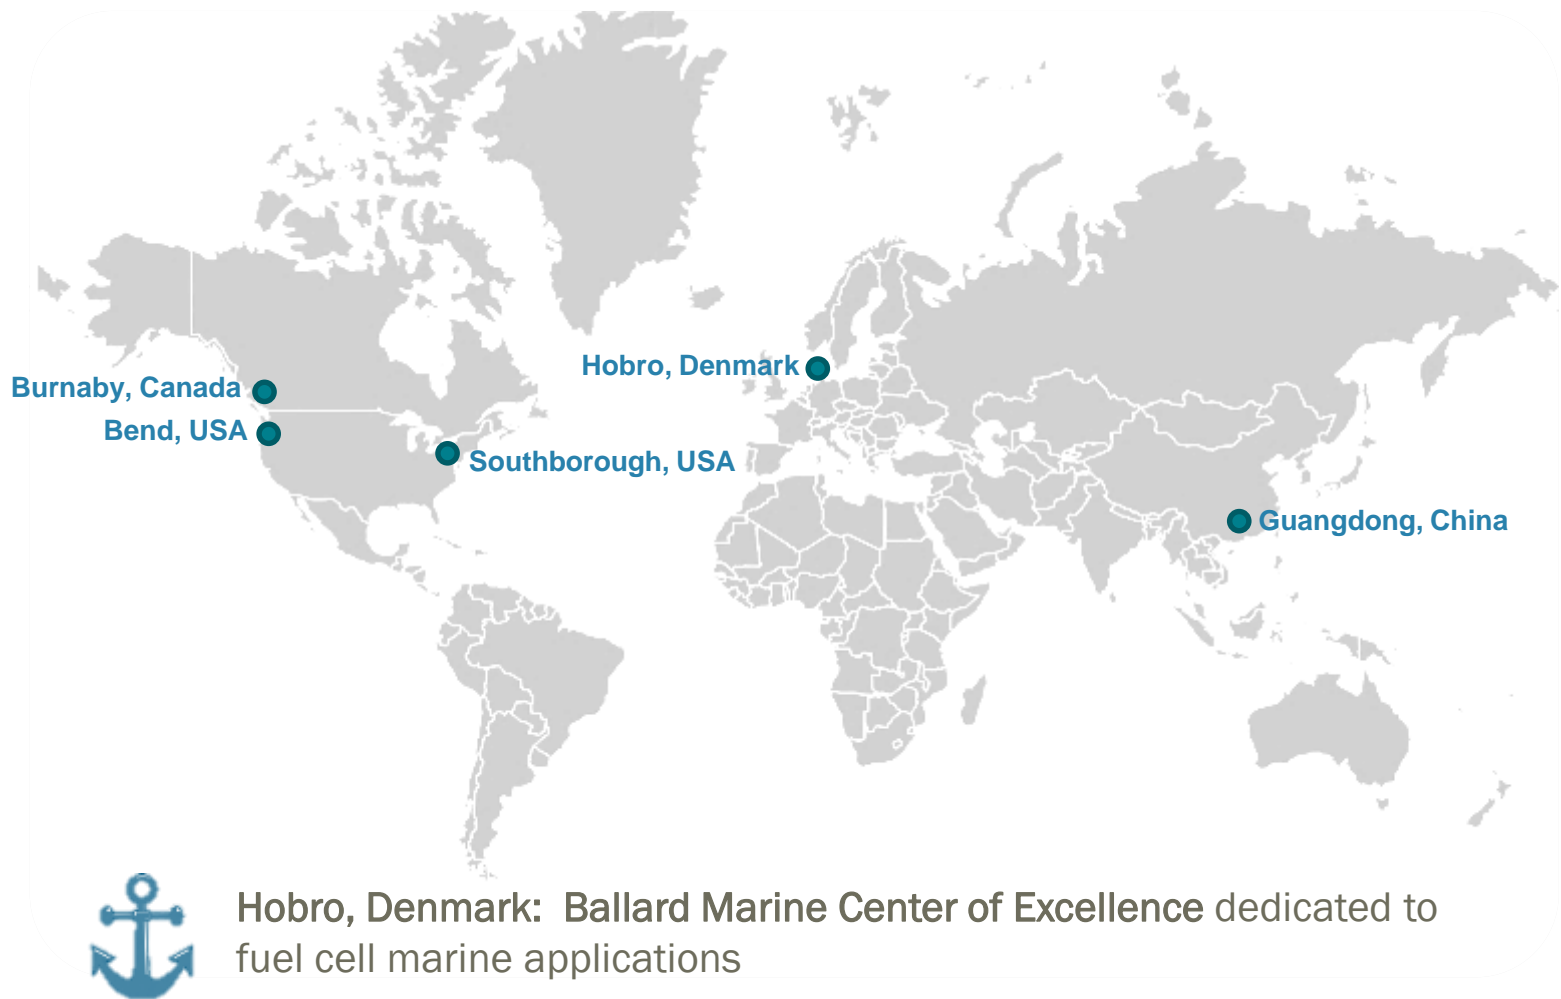 Hobro, Denmark
Burnaby, Canada
Bend, USA
Southborough, USA
Guangdong, China
Hobro, Denmark:  Ballard Marine Center of Excellence dedicated to
fuel cell marine applications